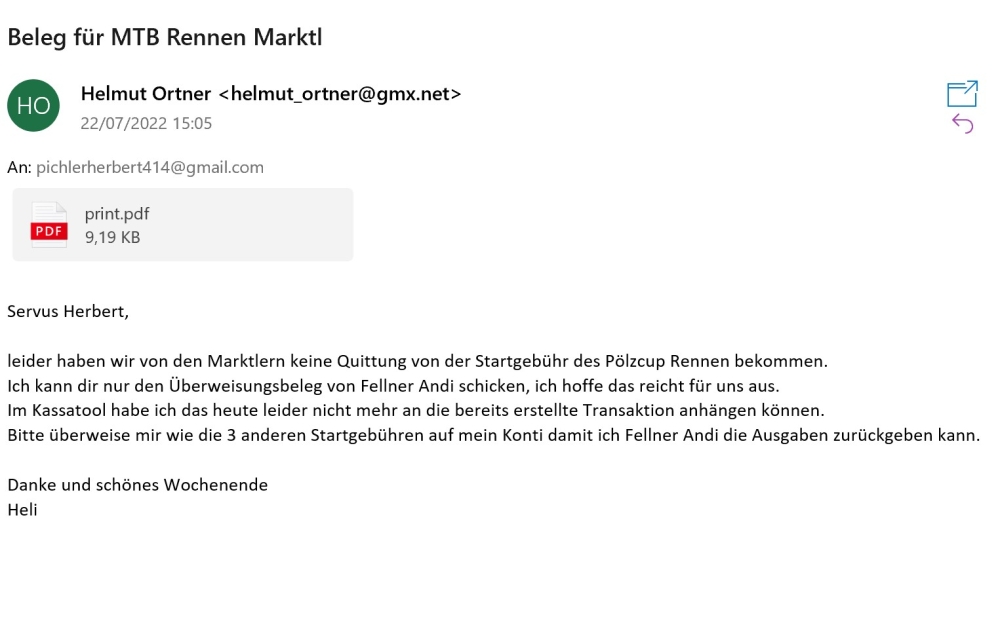 Beleg für MTB Rennen Marktl
HO
Helmut Ortner <helmut_ortner@gmx.net>
22/07/2022 15:05
An: pichlerherbert414@gmail.com
PDF
print.pdf
9,19 KB
Servus Herbert,
leider haben wir von den Marktlern keine Quittung von der Startgebühr des Pölzcup Rennen bekommen.
Ich kann dir nur den Überweisungsbeleg von Fellner Andi schicken, ich hoffe das reicht für uns aus.
Im Kassatool habe ich das heute leider nicht mehr an die bereits erstellte Transaktion anhängen können.
Bitte überweise mir wie die 3 anderen Startgebühren auf mein Konti damit ich Fellner Andi die Ausgaben zurückgeben kann.
Danke und schönes Wochenende
Heli